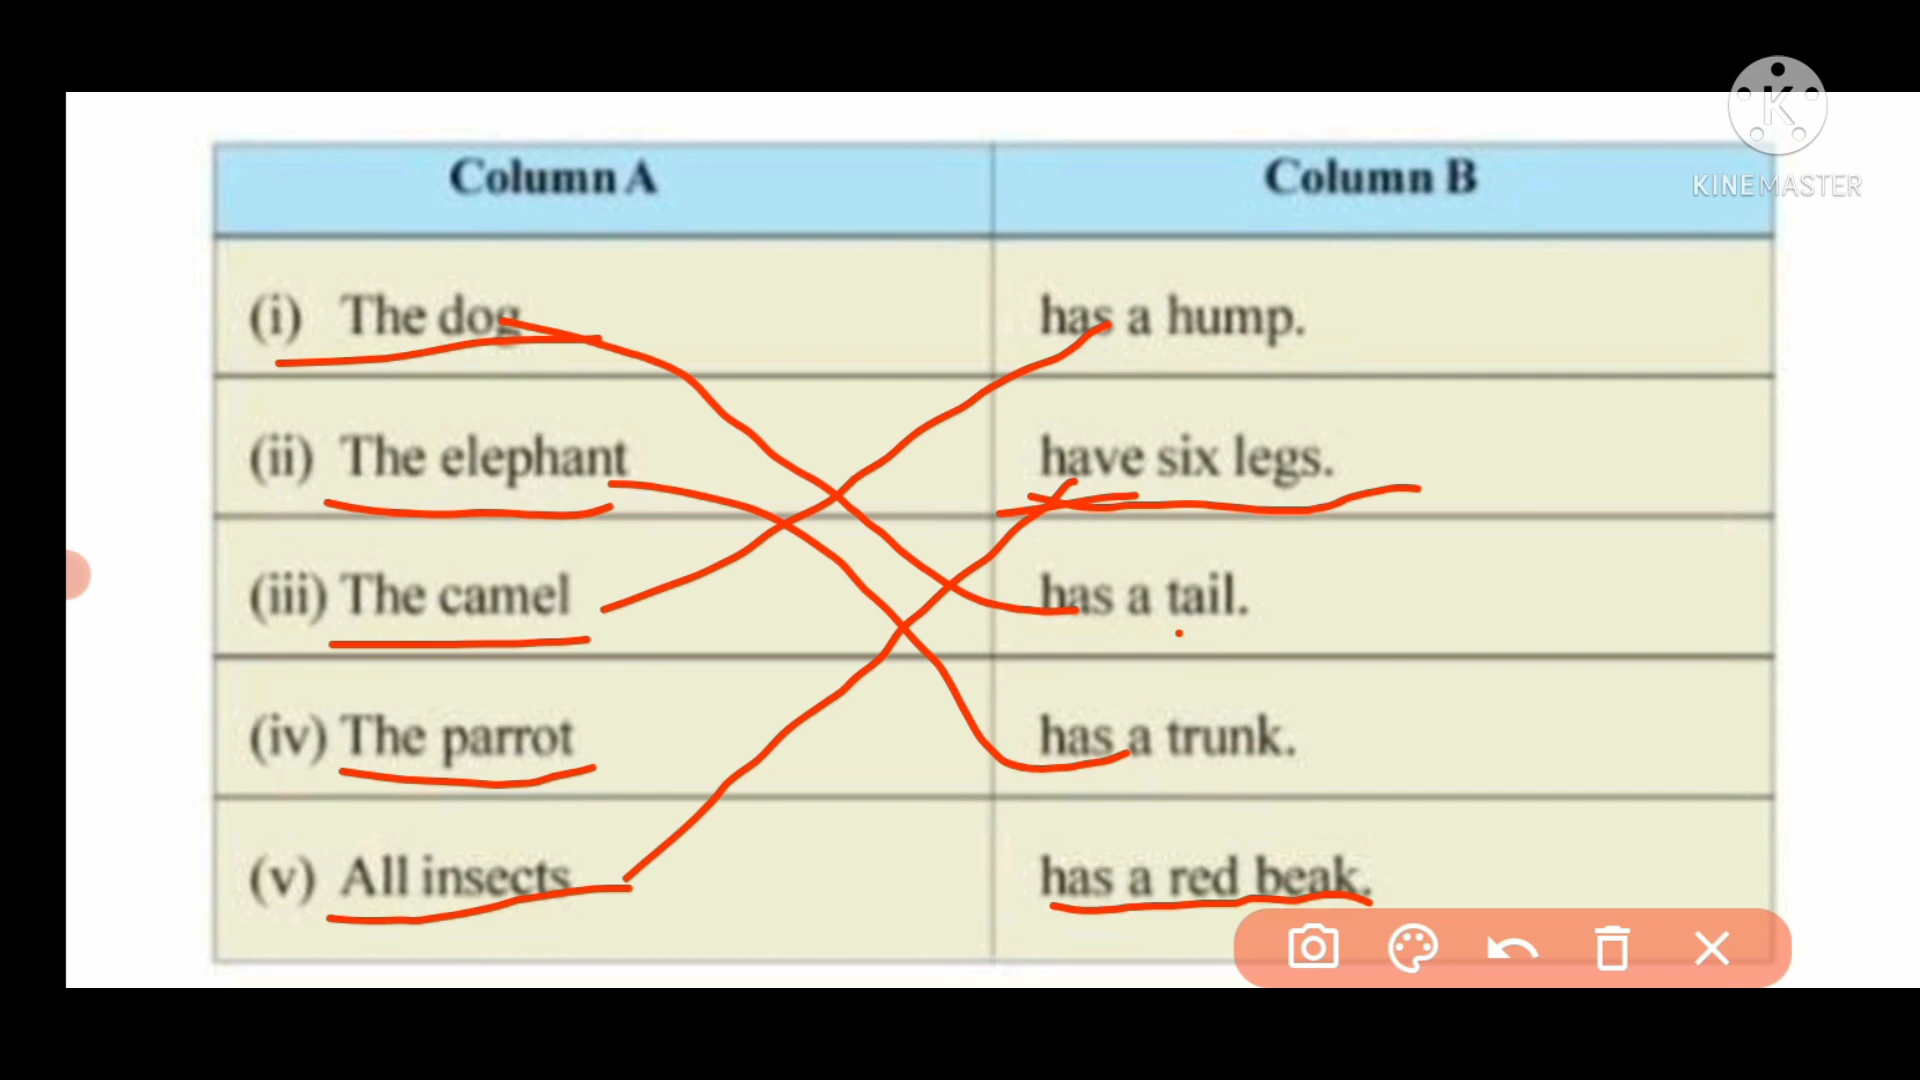 Column A Column B
(i) The dog has a hump.
(ii) The elephant have six legs.
(iii) The camel has a tail.
(iv) The parrot has a trunk.
(v) All insects has a red beak.
K
KINEMASTER